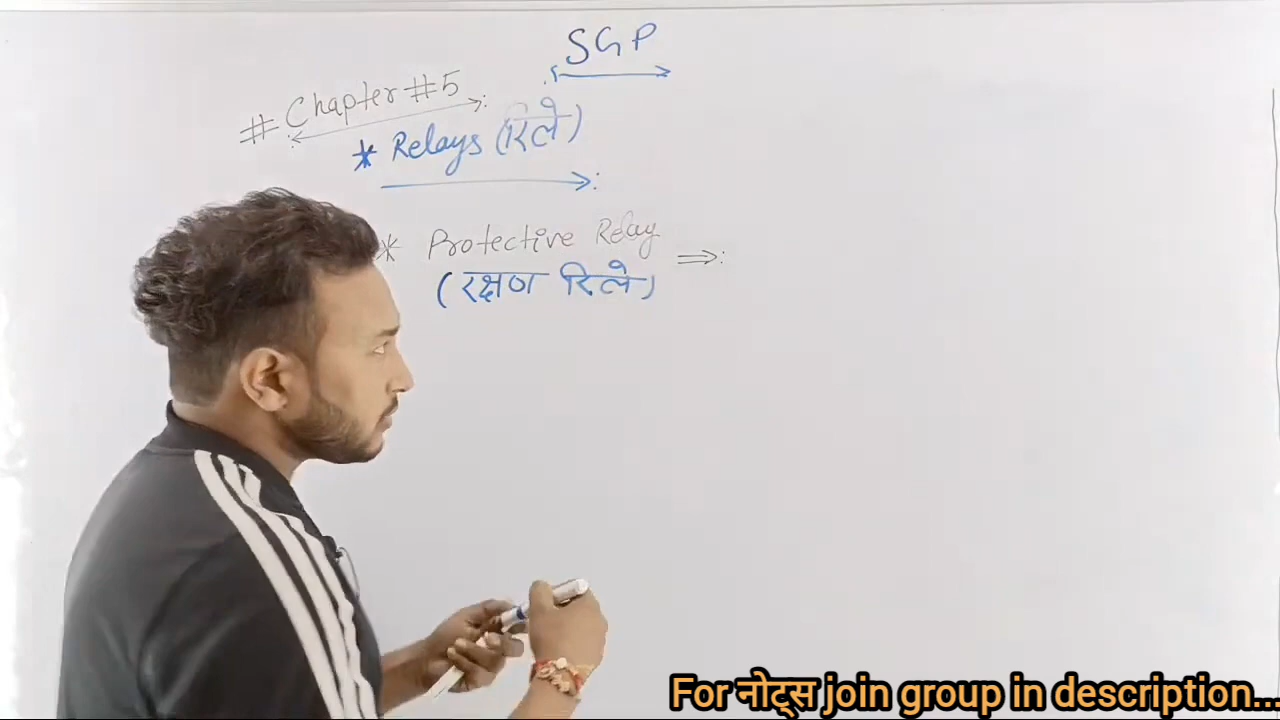 SGP
# Chapter #5
* Relays (रिले)
* Protective Relay ⇒:
(रक्षण रिले)
For नोट्स join group in description...